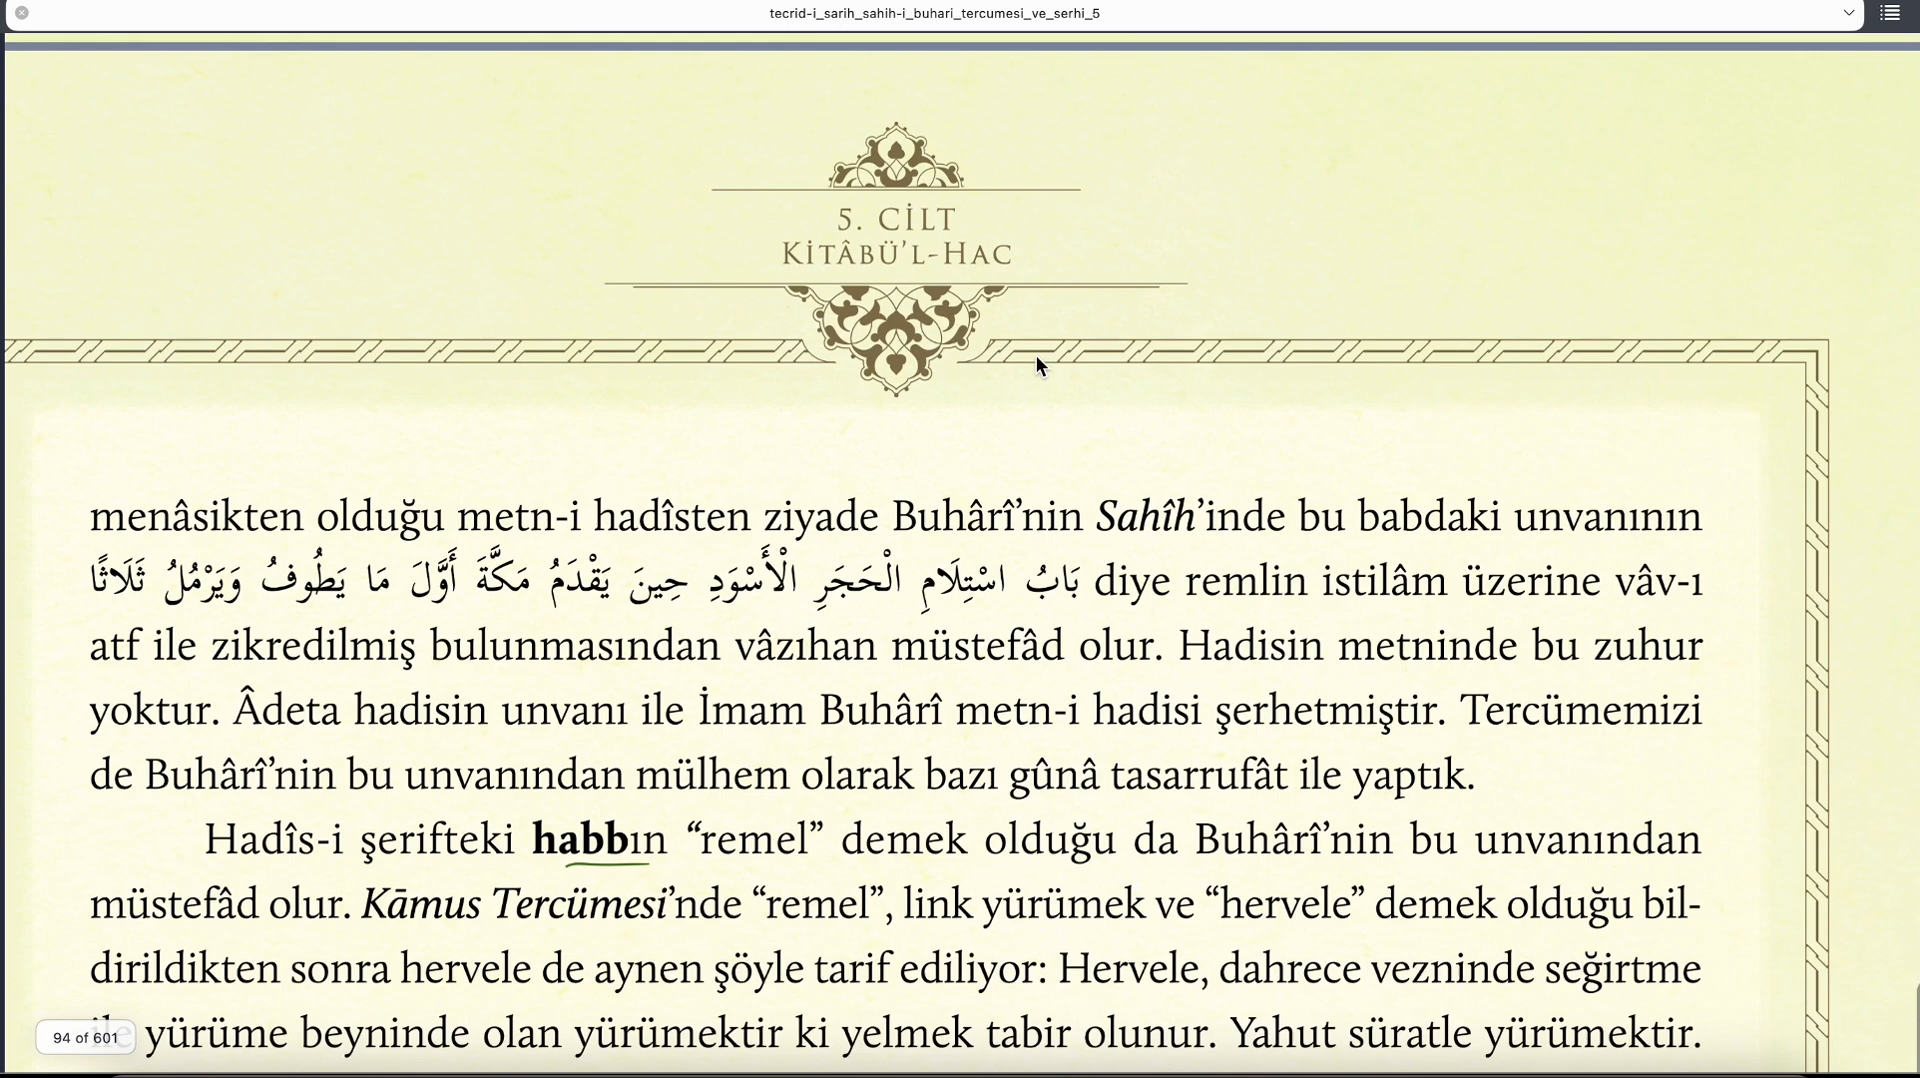 tecrid-i_sarih_sahih-i_buhari_tercumesi_ve_serhi_5
5. CİLT
KİTÂBÜ’L-HAC
menâsikten olduğu metn-i hadîsten ziyade Buhârî’nin Sahîh’inde bu babdaki unvanının
بَابُ اسْتِلَامِ الْحَجَرِ الْأَسْوَدِ حِينَ يَقْدَمُ مَكَّةَ أَوَّلَ مَا يَطُوفُ وَيَرْمُلُ ثَلَاثًا diye remlin istilâm üzerine vâv-ı
atf ile zikredilmiş bulunmasından vâzıhan müstefâd olur. Hadisin metninde bu zuhur
yoktur. Âdeta hadisin unvanı ile İmam Buhârî metn-i hadisi şerhetmiştir. Tercümemizi
de Buhârî’nin bu unvanından mülhem olarak bazı gûnâ tasarrufât ile yaptık.
Hadîs-i şerifteki habbın “remel” demek olduğu da Buhârî’nin bu unvanından
müstefâd olur. Kāmus Tercümesi’nde “remel”, link yürümek ve “hervele” demek olduğu bil-
dirildikten sonra hervele de aynen şöyle tarif ediliyor: Hervele, dahrece vezninde seğirtme
ile yürüme beyninde olan yürümektir ki yelmek tabir olunur. Yahut süratle yürümektir.
94 of 601